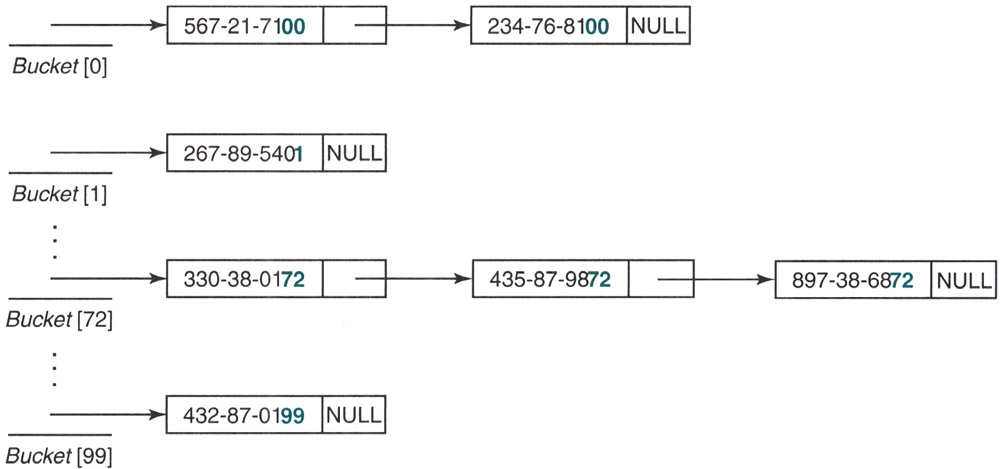 567-21-7100 234-76-8100 NULL
Bucket [0]
267-89-5401 NULL
Bucket [1]
330-38-0172 435-87-9872 897-38-6872 NULL
Bucket [72]
432-87-0199 NULL
Bucket [99]